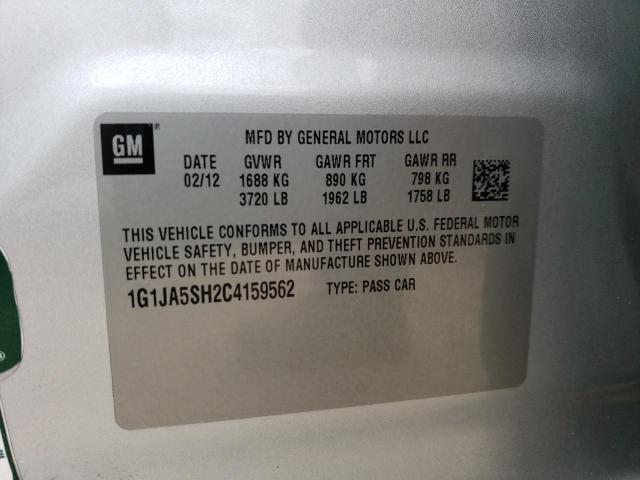 GM
MFD BY GENERAL MOTORS LLC
DATE GVWR GAWR FRT GAWR RR
02/12 1688 KG 890 KG 798 KG
3720 LB 1962 LB 1758 LB
THIS VEHICLE CONFORMS TO ALL APPLICABLE U.S. FEDERAL MOTOR
VEHICLE SAFETY, BUMPER, AND THEFT PREVENTION STANDARDS IN
EFFECT ON THE DATE OF MANUFACTURE SHOWN ABOVE.
1G1JA5SH2C4159562 TYPE: PASS CAR